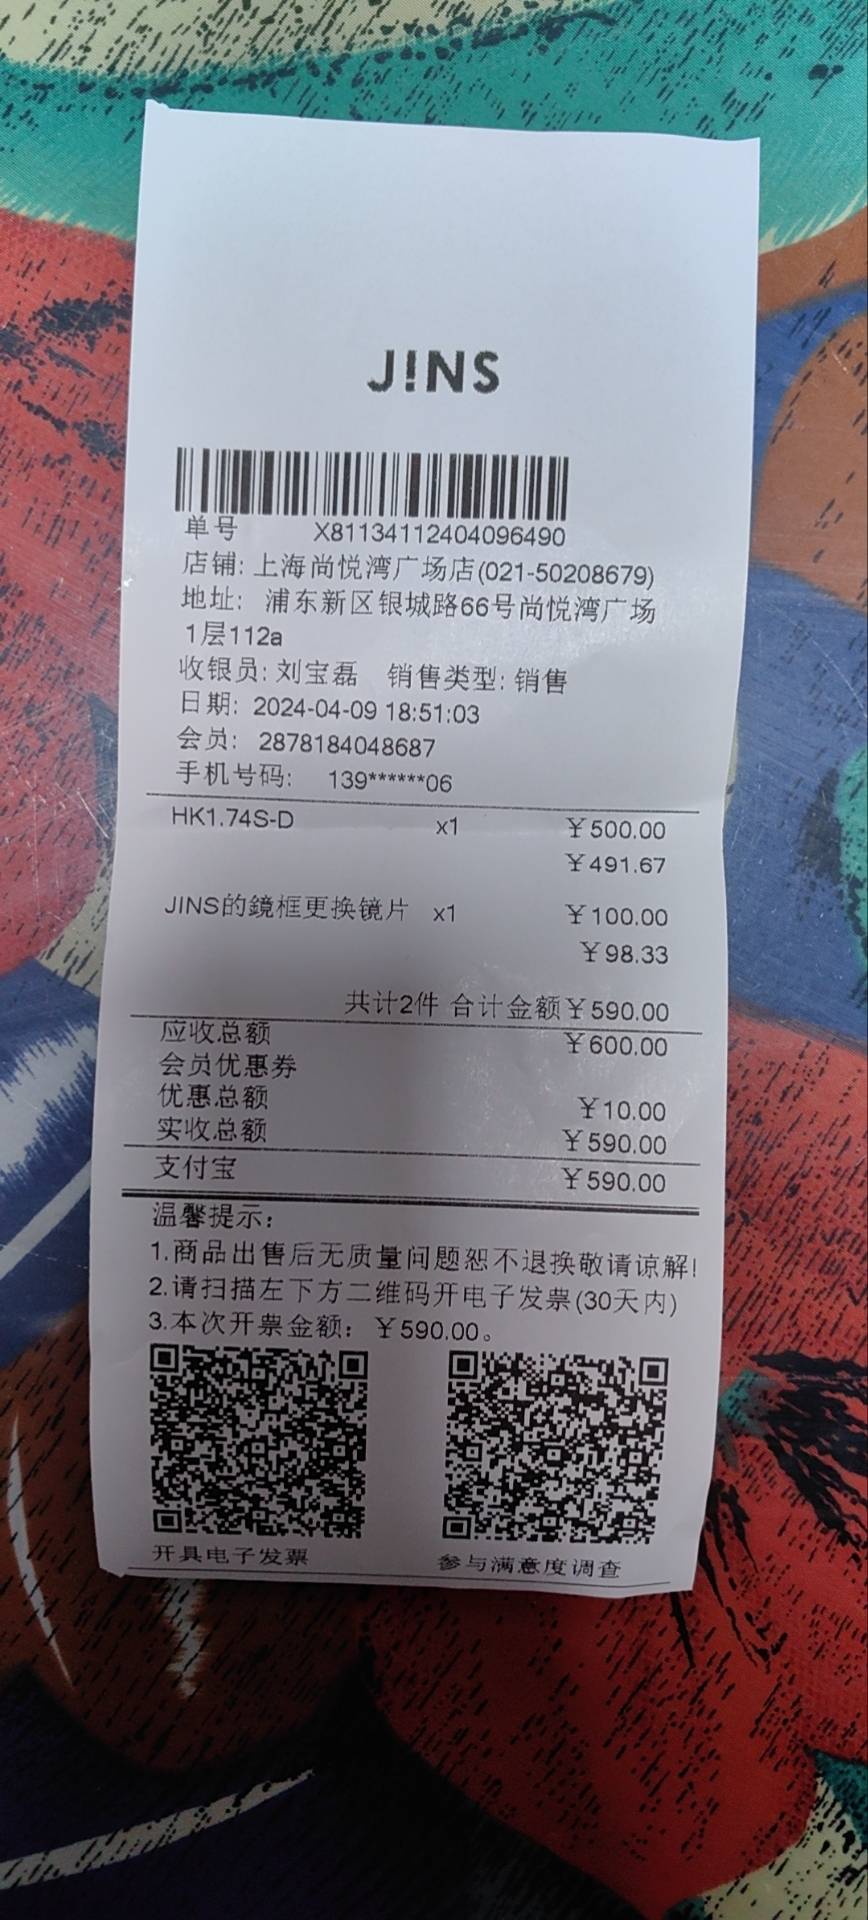 J!NS
单号 X811341124040​96490
店铺: 上海尚悦湾广场店(021-50208679)
地址: 浦东新区银城路66号尚悦湾广场
1层112a
收银员: 刘宝磊 销售类型: 销售
日期: 2024-04-09 18:51:03
会员: 2878184048687
手机号码: 139******06
HK1.74S-D x1 ￥500.00
￥491.67
JINS的鏡框更换镜片 x1 ￥100.00
￥98.33
共计2件 合计金额￥590.00
应收总额 ￥600.00
会员优惠券
优惠总额 ￥10.00
实收总额 ￥590.00
支付宝 ￥590.00
温馨提示:
1.商品出售后无质量问题恕不退换敬请谅解!
2.请扫描左下方二维码开电子发票(30天内)
3.本次开票金额: ￥590.00。
开具电子发票 参与满意度调查